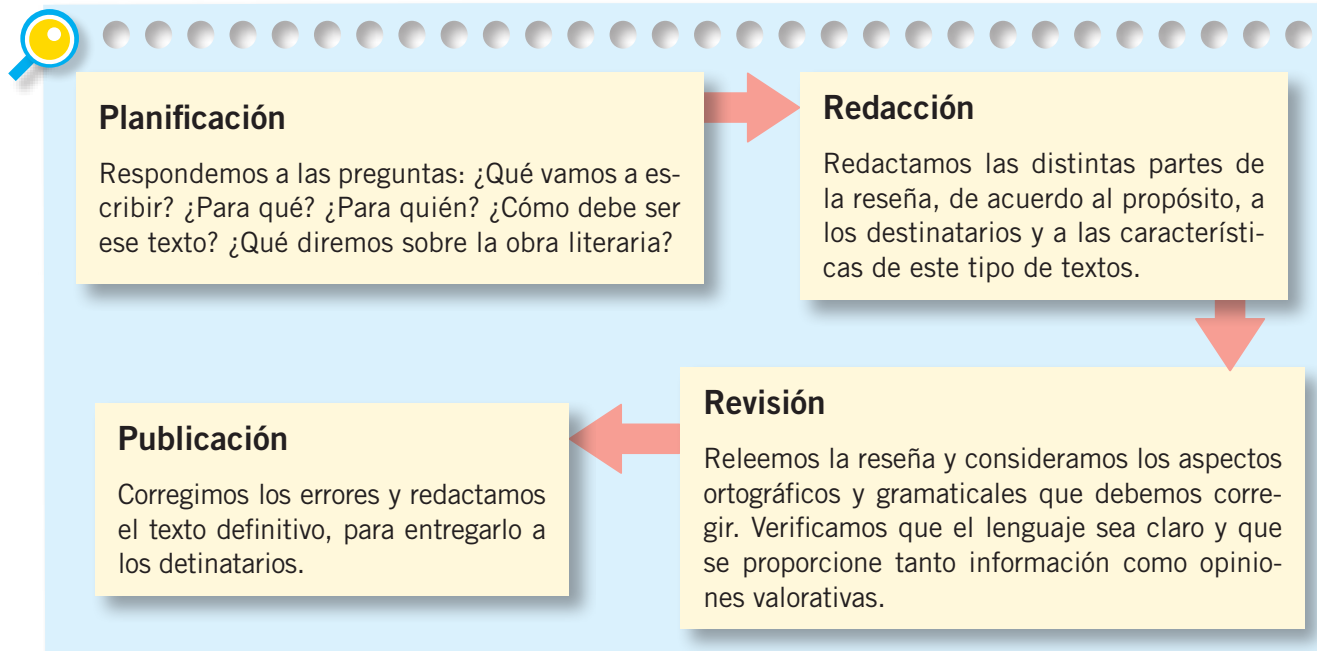 Planificación
Respondemos a las preguntas: ¿Qué vamos a es-
cribir? ¿Para qué? ¿Para quién? ¿Cómo debe ser
ese texto? ¿Qué diremos sobre la obra literaria?
Redacción
Redactamos las distintas partes de
la reseña, de acuerdo al propósito, a
los destinatarios y a las característi-
cas de este tipo de textos.
Revisión
Releemos la reseña y consideramos los aspectos
ortográficos y gramaticales que debemos corre-
gir. Verificamos que el lenguaje sea claro y que
se proporcione tanto información como opinio-
nes valorativas.
Publicación
Corregimos los errores y redactamos
el texto definitivo, para entregarlo a
los detinatarios.